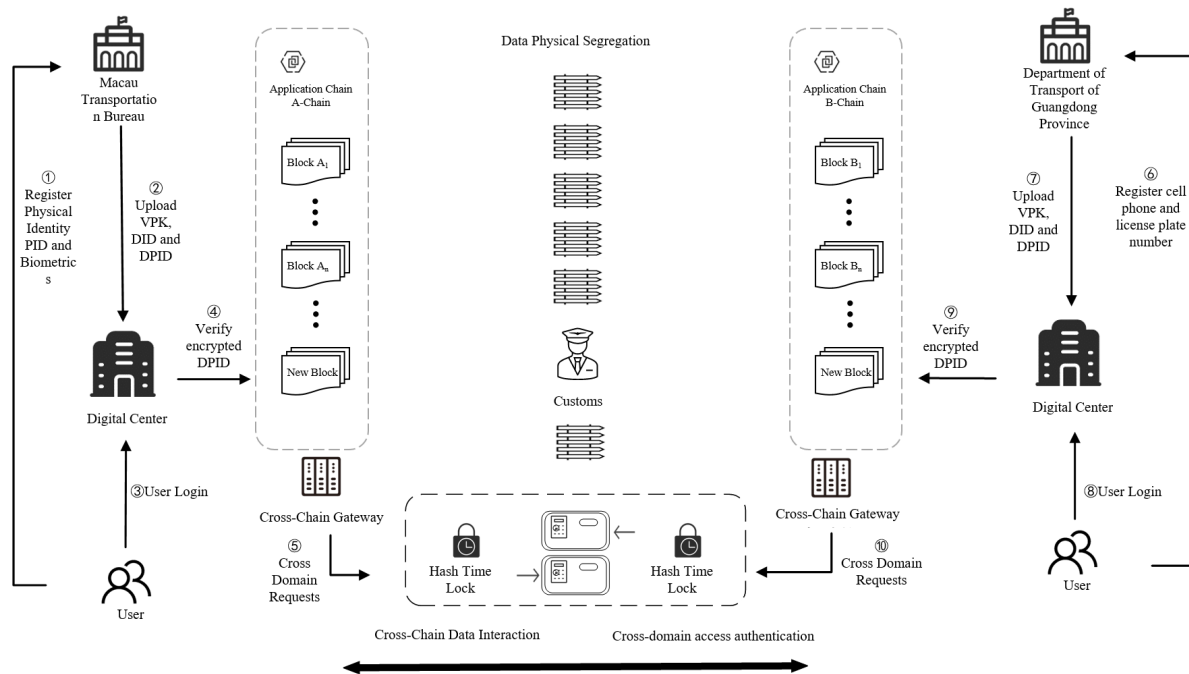 Macau
Transportatio
n Bureau
①
Register
Physical
Identity
PID and
Biometric
s
②
Upload
VPK,
DID and
DPID
Digital Center
③User Login
User
④
Verify
encrypted
DPID
Application Chain
A-Chain
Block A1
Block An
New Block
Cross-Chain Gateway
⑤
Cross
Domain
Requests
Data Physical Segregation
Customs
Hash Time
Lock
Hash Time
Lock
Cross-Chain Data Interaction
Cross-domain access authentication
Application Chain
B-Chain
Block B1
Block Bn
New Block
Cross-Chain Gateway
⑩
Cross Domain
Requests
⑨
Verify
encrypted
DPID
Department of
Transport of
Guangdong
Province
⑦
Upload
VPK,
DID and
DPID
⑥
Register cell
phone and
license plate
number
Digital Center
⑧User Login
User